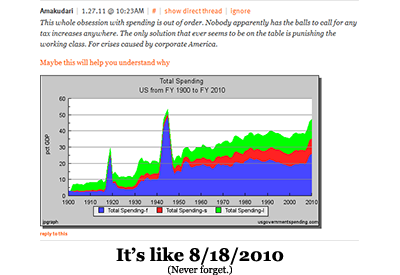 Amakudari | 1.27.11 @ 10:23AM | # | show direct thread | ignore
This whole obsession with spending is out of order. Nobody apparently has the balls to call for any
tax increases anywhere. The only solution that ever seems to be on the table is punishing the
working class. For crises caused by corporate America.
Maybe this will help you understand why
Total Spending
US from FY 1900 to FY 2010
pct GDP
60
50
40
30
20
10
0
1900 1910 1920 1930 1940 1950 1960 1970 1980 1990 2000 2010
Total Spending-f Total Spending-s Total Spending-l
jpgraph usgovernmentspending.com
reply to this
It's like 8/18/2010
(Never forget.)